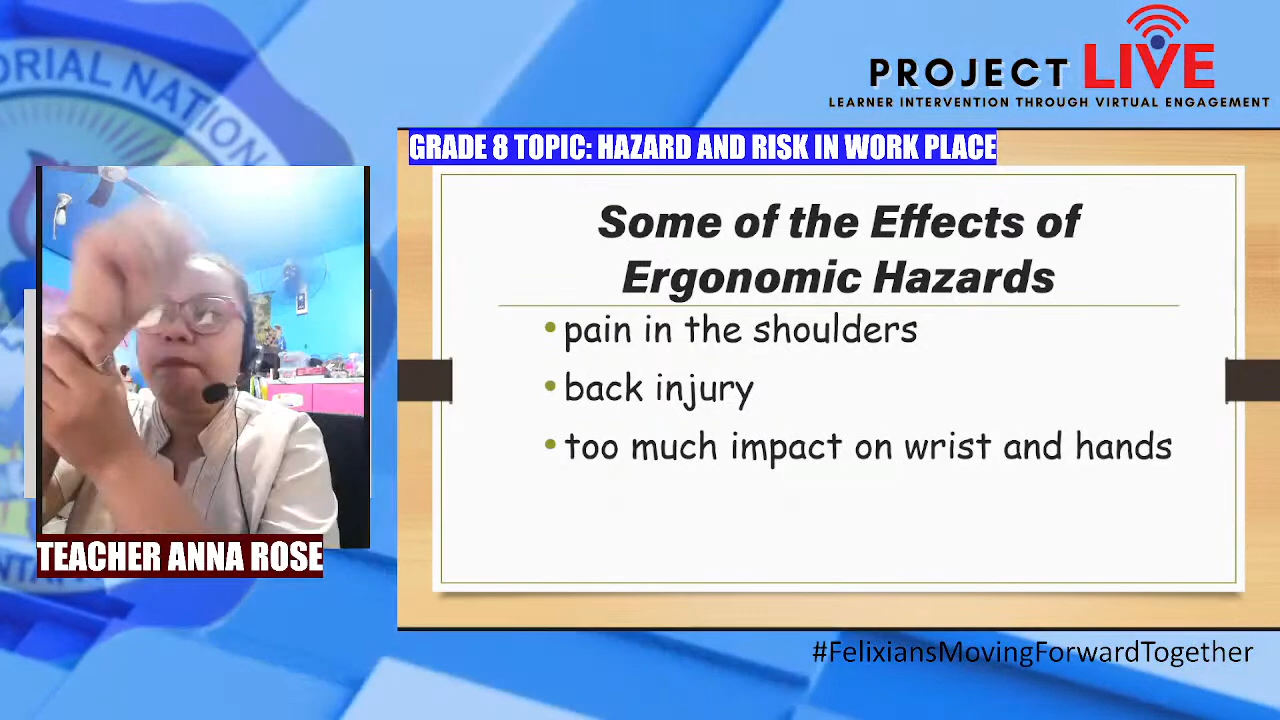 ORIAL NATION
PROJECT LIVE
LEARNER INTERVENTION THROUGH VIRTUAL ENGAGEMENT
GRADE 8 TOPIC: HAZARD AND RISK IN WORK PLACE
Some of the Effects of
Ergonomic Hazards
• pain in the shoulders
• back injury
• too much impact on wrist and hands
TEACHER ANNA ROSE
#FelixiansMovingForwardTogether